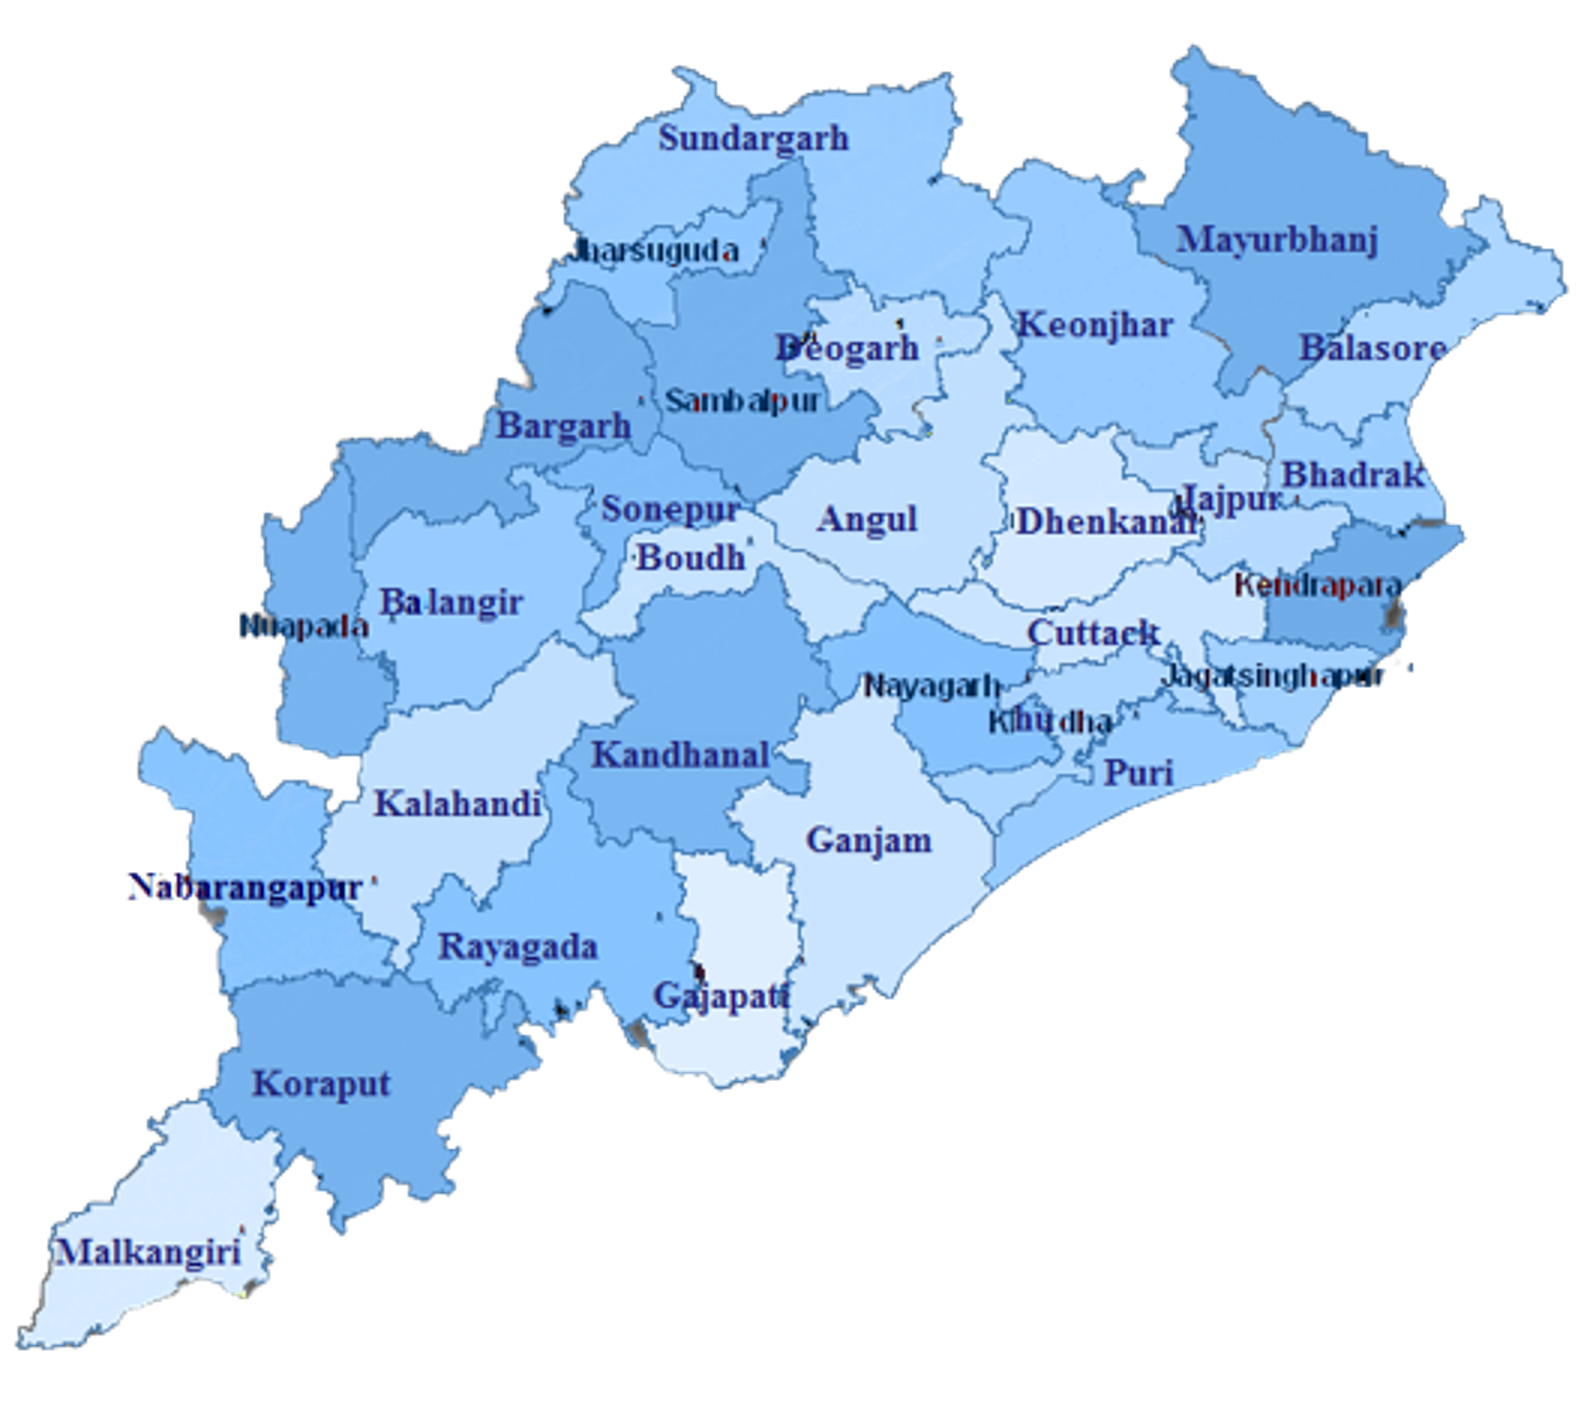 Sundargarh
Mayurbhanj
Jharsuguda
Keonjhar
Deogarh
Balasore
Sambalpur
Bargarh
Bhadrak
Jajpur
Sonepur
Angul
Dhenkanal
Boudh
Kendrapara
Balangir
Nuapada
Cuttack
Jagatsinghapur
Nayagarh
Khurdha
Kandhanal
Puri
Kalahandi
Ganjam
Nabarangapur
Rayagada
Gajapati
Koraput
Malkangiri